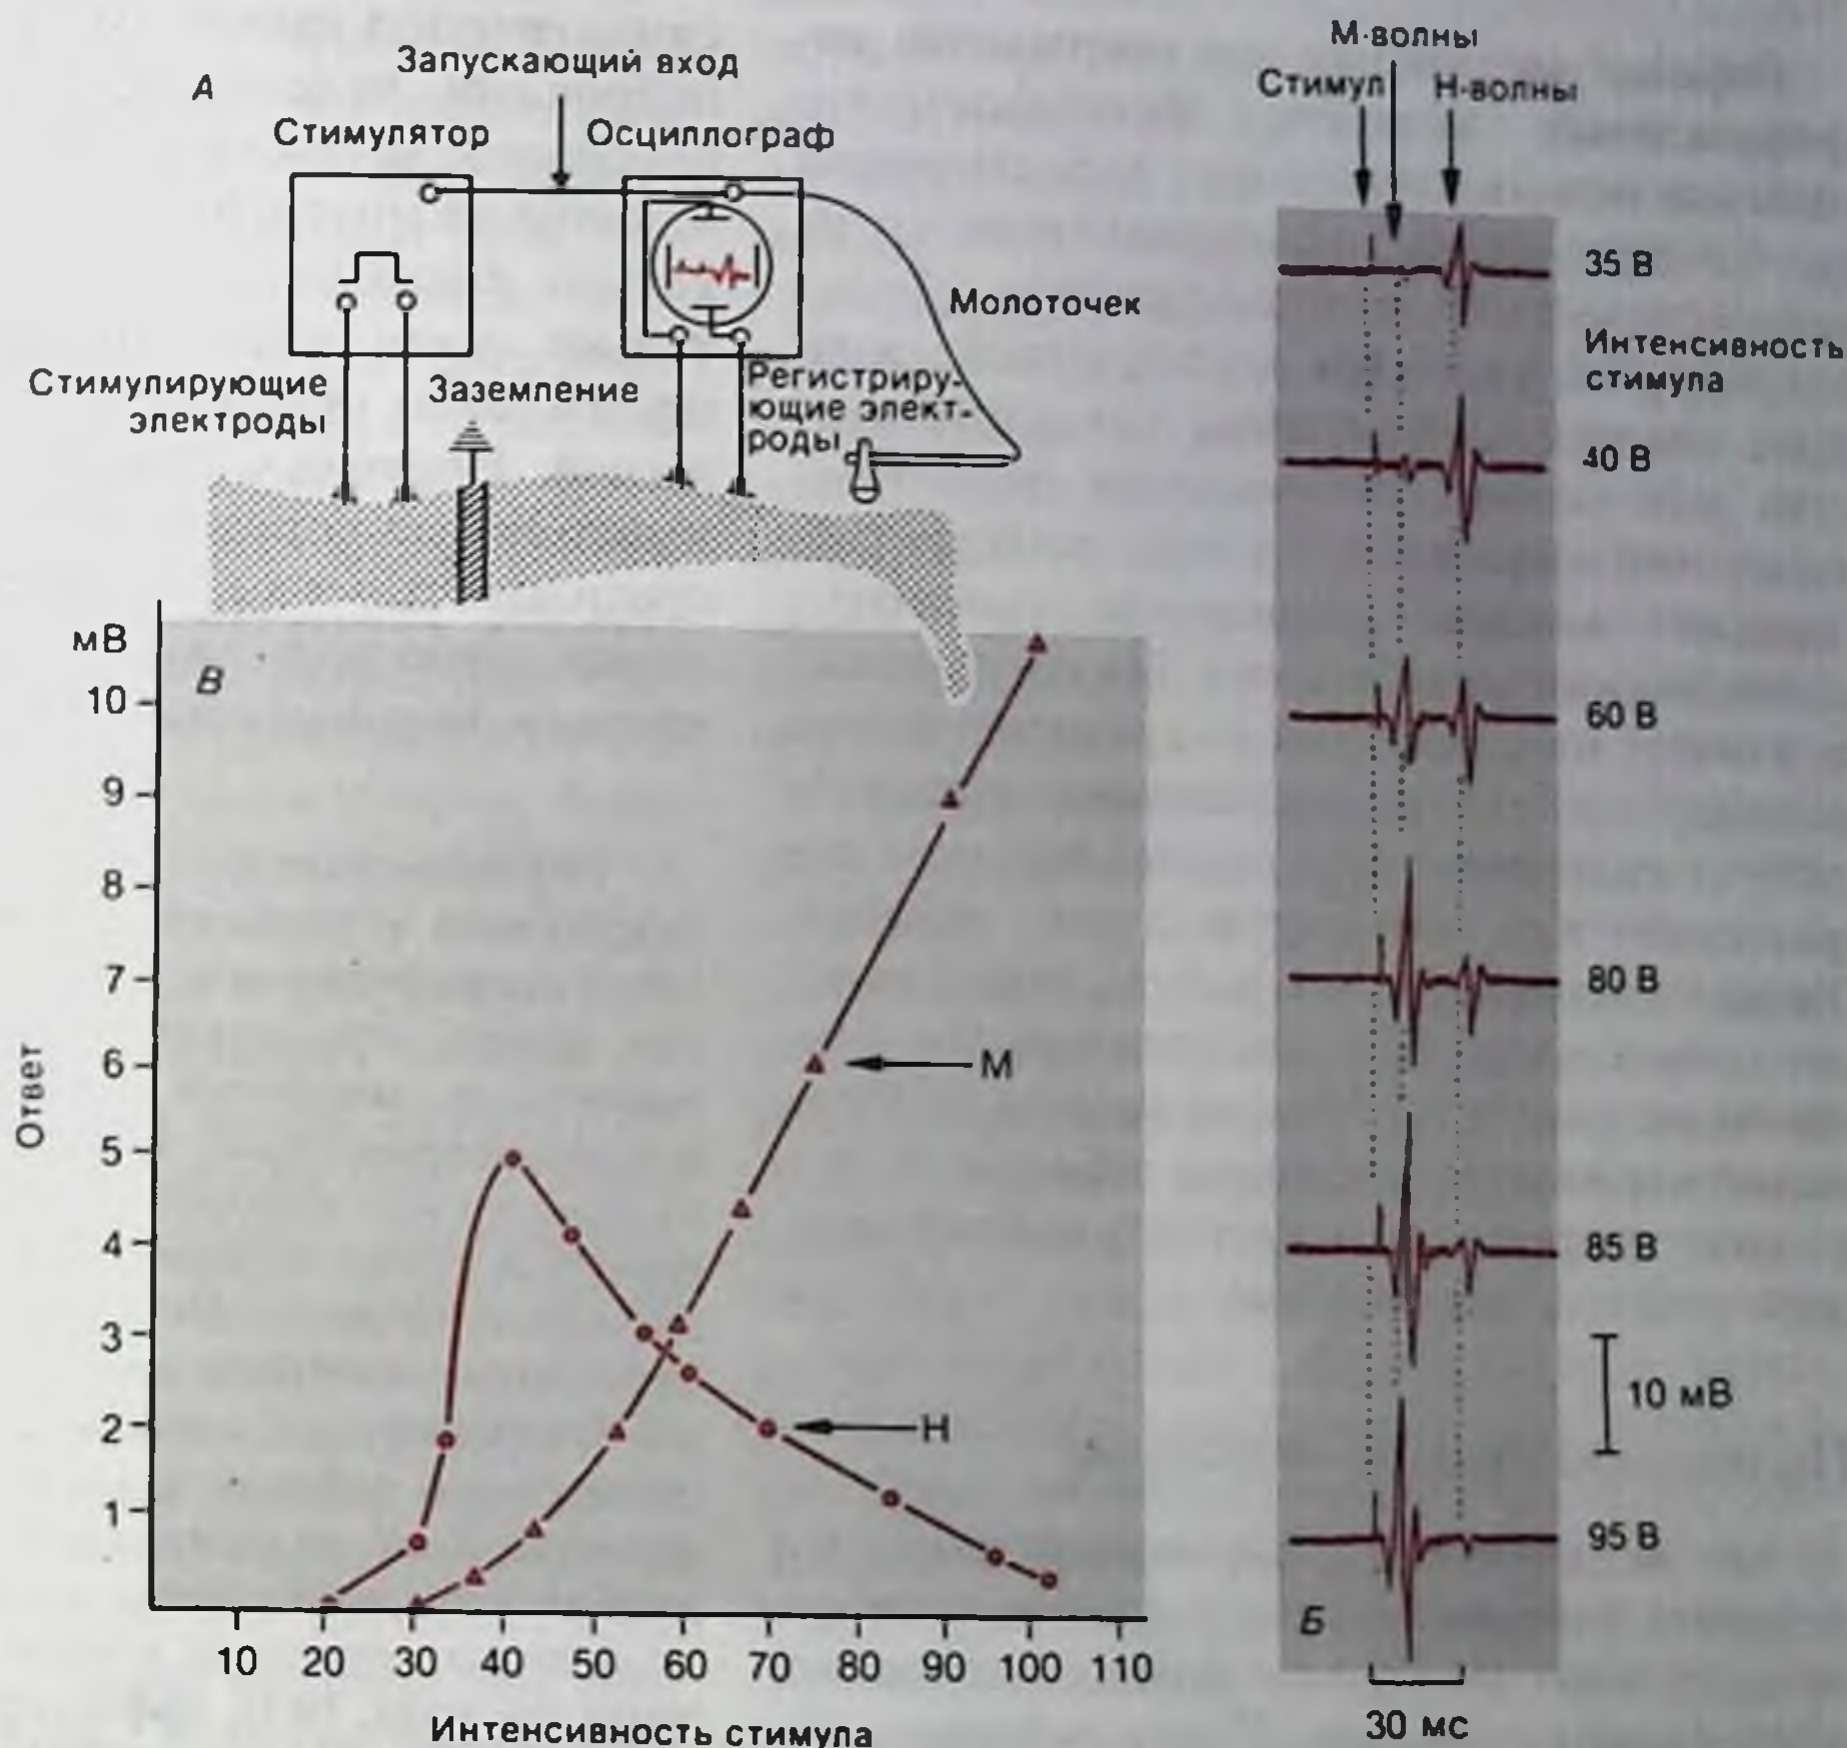 А
Запускающий вход
Стимулятор
Осциллограф
Молоточек
Стимулирующие
электроды
Заземление
Регистриру-
ющие элект-
роды
М-волны
Стимул
Н-волны
35 В
Интенсивность
стимула
40 В
60 В
80 В
85 В
10 мВ
95 В
Б
30 мс
мВ
В
10
9
8
7
6
5
4
3
2
1
Ответ
М
Н
10 20 30 40 50 60 70 80 90 100 110
Интенсивность стимула